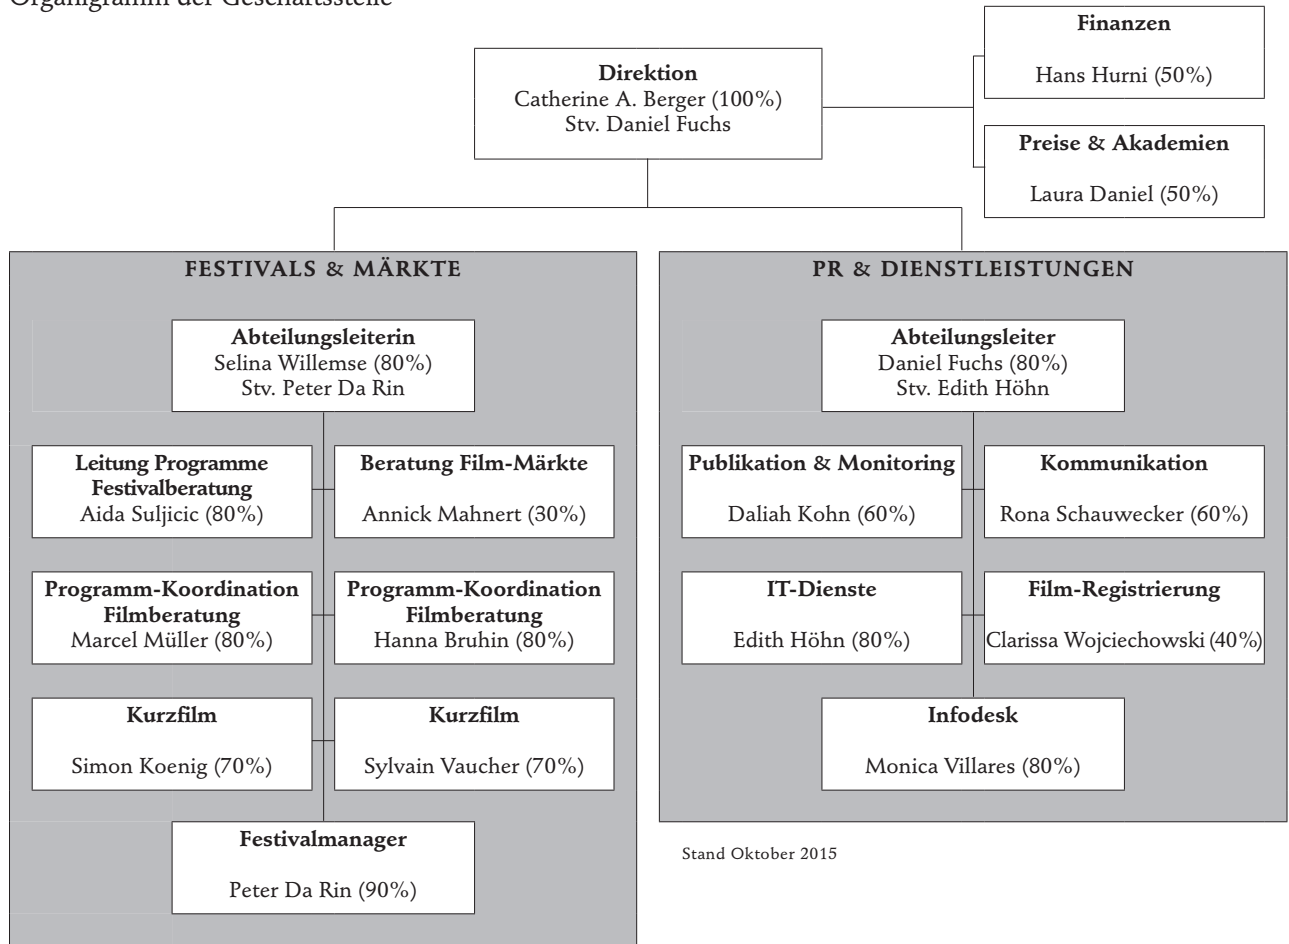 Organigramm der Geschäftsstelle
Finanzen
Hans Hurni (50%)
Direktion
Catherine A. Berger (100%)
Stv. Daniel Fuchs
Preise & Akademien
Laura Daniel (50%)
FESTIVALS & MÄRKTE
Abteilungsleiterin
Selina Willemse (80%)
Stv. Peter Da Rin
Leitung Programme
Festivalberatung
Aida Suljicic (80%)
Beratung Film-Märkte
Annick Mahnert (30%)
Programm-Koordination
Filmberatung
Marcel Müller (80%)
Programm-Koordination
Filmberatung
Hanna Bruhin (80%)
Kurzfilm
Simon Koenig (70%)
Kurzfilm
Sylvain Vaucher (70%)
Festivalmanager
Peter Da Rin (90%)
PR & DIENSTLEISTUNGEN
Abteilungsleiter
Daniel Fuchs (80%)
Stv. Edith Höhn
Publikation & Monitoring
Daliah Kohn (60%)
Kommunikation
Rona Schauwecker (60%)
IT-Dienste
Edith Höhn (80%)
Film-Registrierung
Clarissa Wojciechowski (40%)
Infodesk
Monica Villares (80%)
Stand Oktober 2015